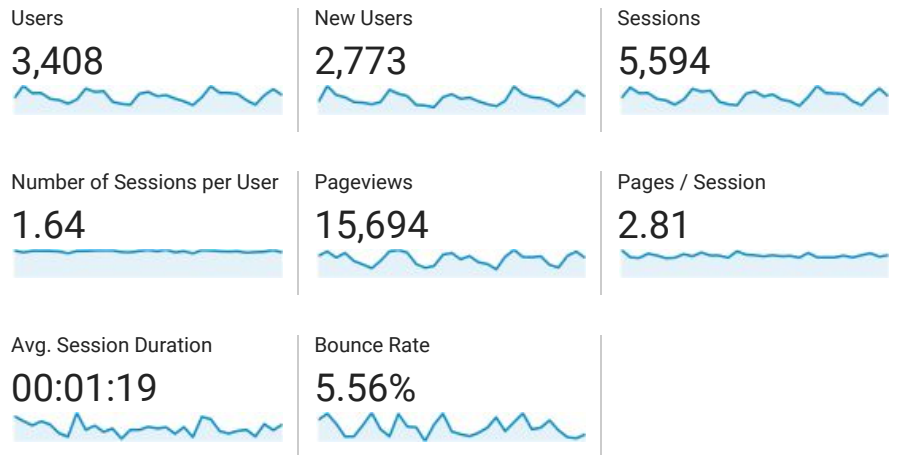 Users
3,408
New Users
2,773
Sessions
5,594
Number of Sessions per User
1.64
Pageviews
15,694
Pages / Session
2.81
Avg. Session Duration
00:01:19
Bounce Rate
5.56%